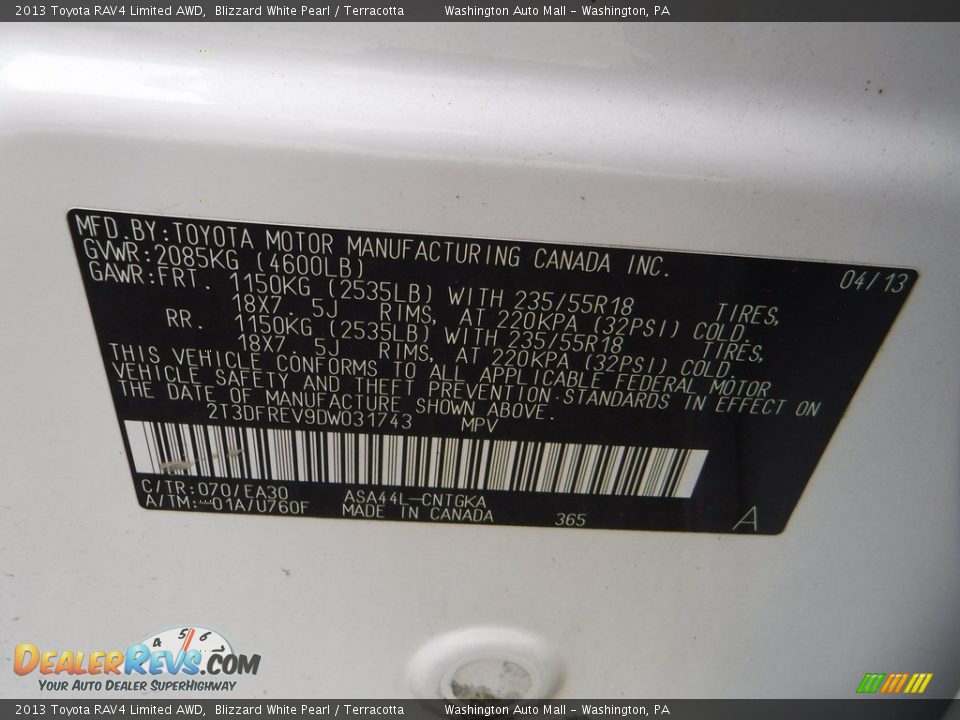 2013 Toyota RAV4 Limited AWD, Blizzard White Pearl / Terracotta Washington Auto Mall - Washington, PA
MFD.BY:TOYOTA MOTOR MANUFACTURING CANADA INC. 04/13
GVWR:2085KG (4600LB)
GAWR:FRT. 1150KG (2535LB) WITH 235/55R18 TIRES,
18X7. 5J RIMS, AT 220KPA (32PSI) COLD.
RR. 1150KG (2535LB) WITH 235/55R18 TIRES,
18X7. 5J RIMS, AT 220KPA (32PSI) COLD.
THIS VEHICLE CONFORMS TO ALL APPLICABLE FEDERAL MOTOR
VEHICLE SAFETY AND THEFT PREVENTION STANDARDS IN EFFECT ON
THE DATE OF MANUFACTURE SHOWN ABOVE.
2T3DFREV9DW031743 MPV
C/TR:070/EA30 ASA44L-CNTGKA
A/TM:-01A/U760F MADE IN CANADA 365 A
4 5 6
DEALERREVS.COM
YOUR AUTO DEALER SUPERHIGHWAY
2013 Toyota RAV4 Limited AWD, Blizzard White Pearl / Terracotta Washington Auto Mall - Washington, PA